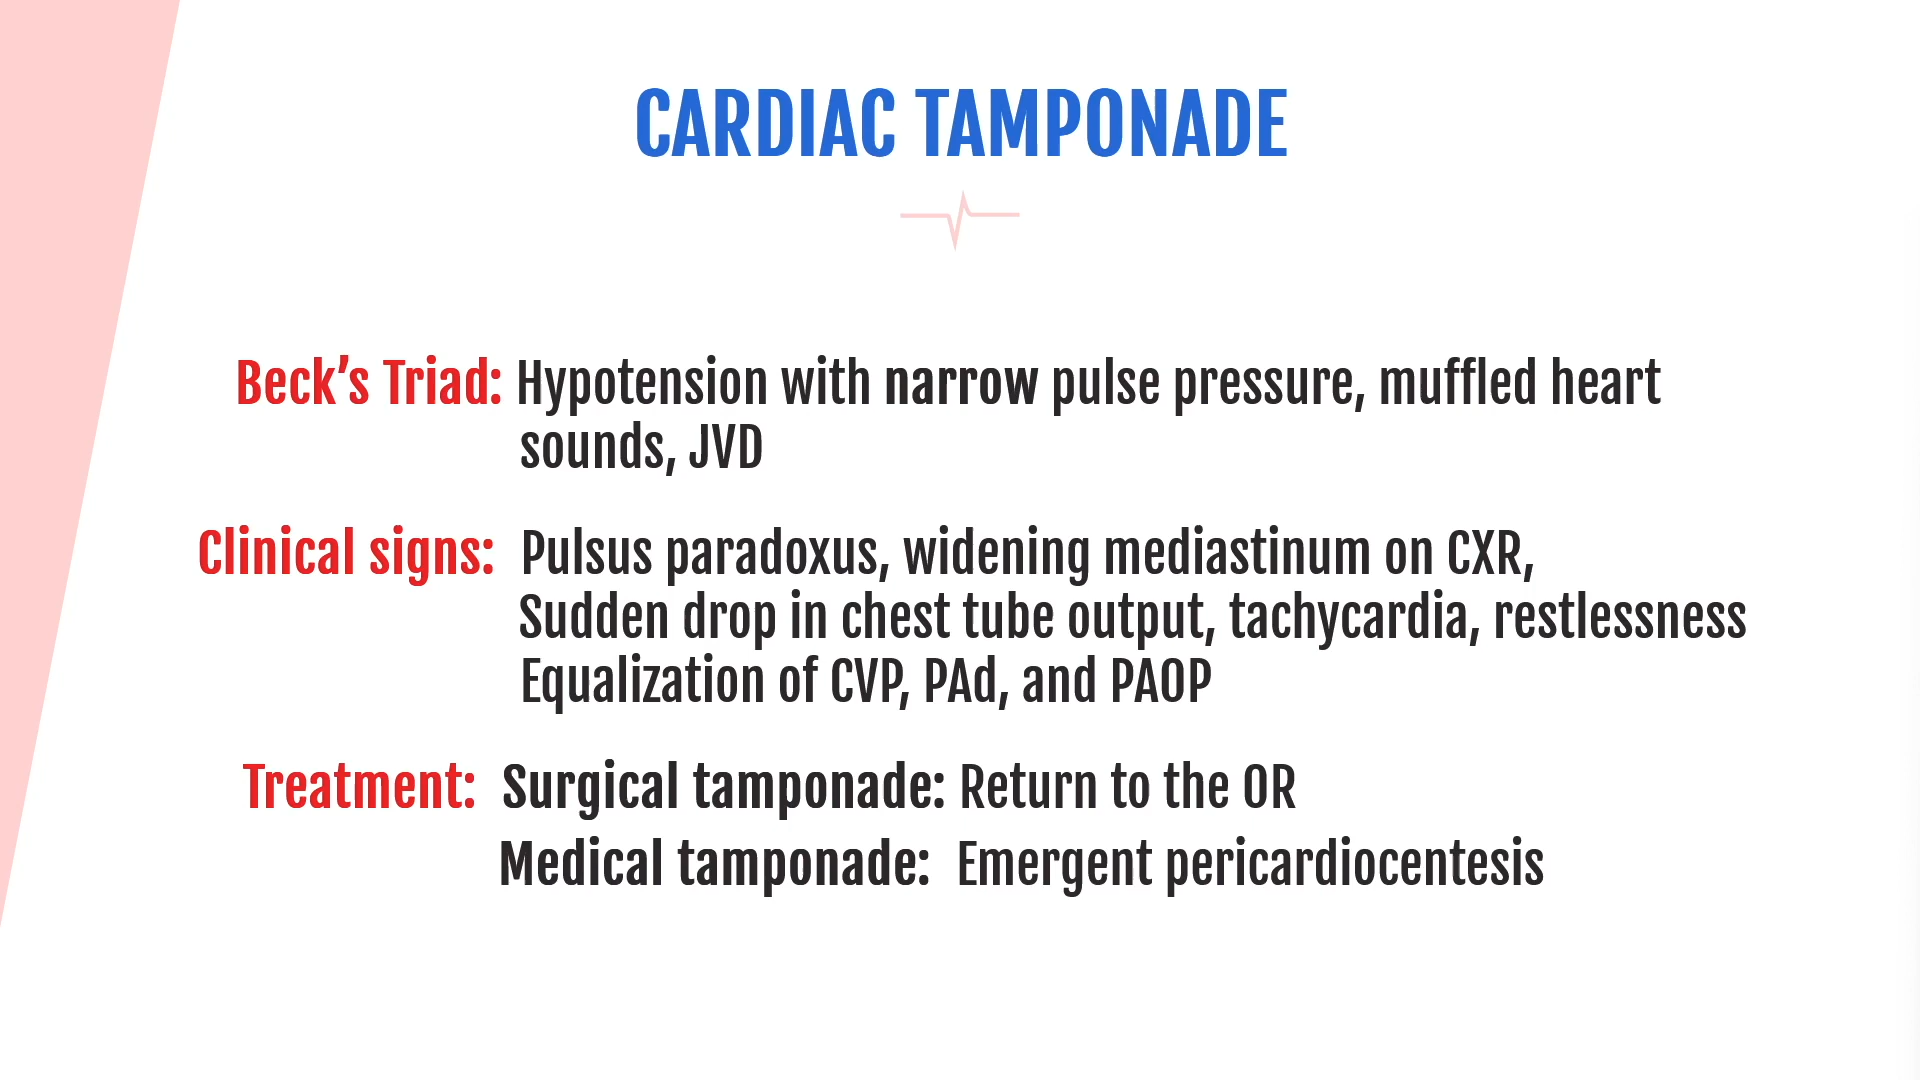 CARDIAC TAMPONADE
Beck’s Triad: Hypotension with narrow pulse pressure, muffled heart
sounds, JVD
Clinical signs: Pulsus paradoxus, widening mediastinum on CXR,
Sudden drop in chest tube output, tachycardia, restlessness
Equalization of CVP, PAd, and PAOP
Treatment: Surgical tamponade: Return to the OR
Medical tamponade: Emergent pericardiocentesis